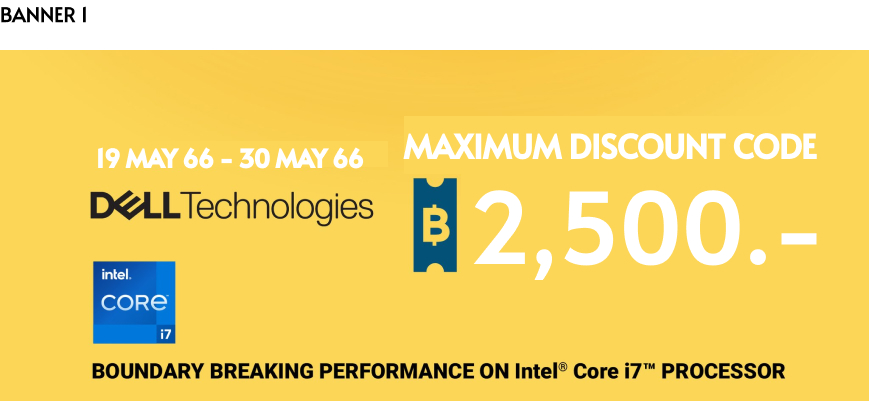 BANNER 1
19 MAY 66 - 30 MAY 66
MAXIMUM DISCOUNT CODE
DELLTechnologies
฿ 2,500.-
intel.
CORE
i7
BOUNDARY BREAKING PERFORMANCE ON Intel® Core i7™ PROCESSOR